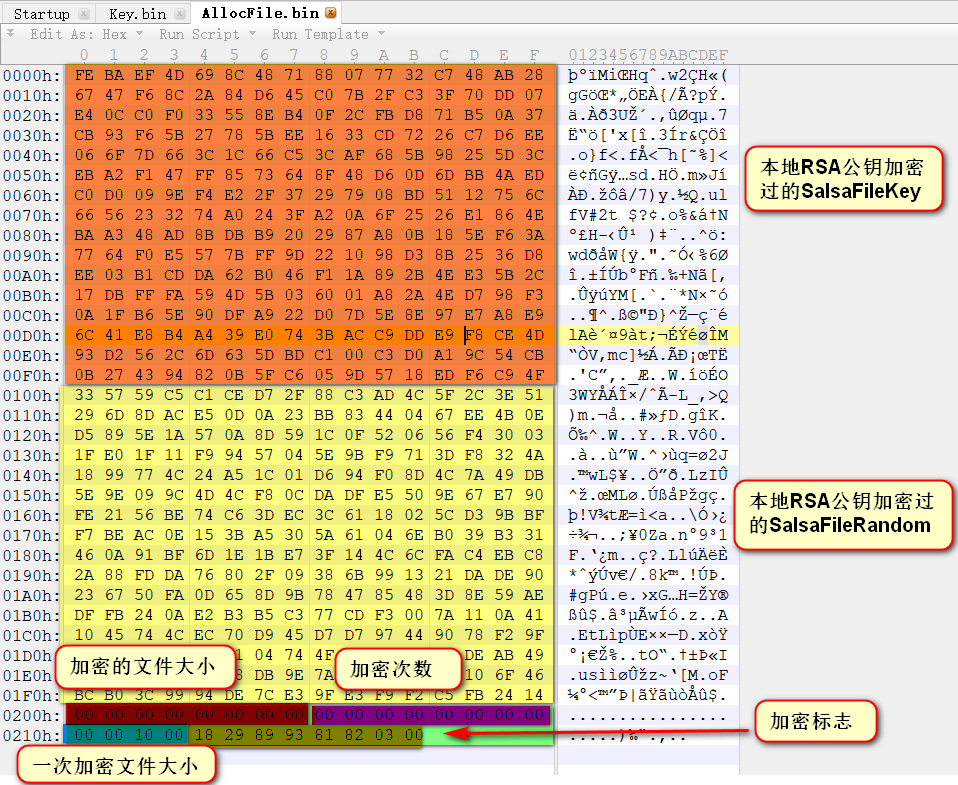 Startup Key.bin AllocFile.bin
Edit As: Hex Run Script Run Template
0 1 2 3 4 5 6 7 8 9 A B C D E F 0123456789ABCDEF
0000h: FE BA EF 4D 69 8C 48 71 88 07 77 32 C7 48 AB 28 þºïMiŒHqˆ.w2ÇH«(
0010h: 67 47 F6 8C 2A 84 D6 45 C0 7B 2F C3 3F 70 DD 07 gGöŒ*„ÖEÀ{/Ã?pÝ.
0020h: E4 0C C0 F0 33 55 8E B4 0F 2C FB D8 71 B5 0A 37 ä.Àð3UŽ´.,ûØqµ.7
0030h: CB 93 F6 5B 27 78 5B EE 16 33 CD 72 26 C7 D6 EE Ë“ö['x[î.3Ír&ÇÖî
0040h: 06 6F 7D 66 3C 1C 66 C5 3C AF 68 5B 98 25 5D 3C .o}f<.fÅ<¯h[˜%]<
0050h: EB A2 F1 47 FF 85 73 64 8F 48 D6 0D 6D BB 4A ED ë¢ñGÿ…sd.HÖ.m»Jí
0060h: C0 D0 09 9E F4 E2 2F 37 29 79 08 BD 51 12 75 6C ÀÐ.žôâ/7)y.½Q.ul
0070h: 66 56 23 32 74 A0 24 3F A2 0A 6F 25 26 E1 86 4E fV#2t $?¢.o%&á†N
0080h: BA A3 48 AD 8B DB B9 20 29 87 A8 0B 18 5E F6 3A º£H-‹Û¹ )‡¨..^ö:
0090h: 77 64 F0 E5 57 7B FF 9D 22 10 98 D3 8B 25 36 D8 wdðåW{ÿ.".˜Ó‹%6Ø
00A0h: EE 03 B1 CD DA 62 B0 46 F1 1A 89 2B 4E E3 5B 2C î.±ÍÚb°Fñ.‰+Nã[,
00B0h: 17 DB FF FA 59 4D 5B 03 60 01 A8 2A 4E D7 98 F3 .ÛÿúYM[.`.¨*N×˜ó
00C0h: 0A 1F B6 5E 90 DF A9 22 D0 7D 5E 8E 97 E7 A8 E9 ..¶^.ß©"Ð}^Ž—ç¨é
00D0h: 6C 41 E8 B4 A4 39 E0 74 3B AC C9 DD E9 F8 CE 4D lAè´¤9àt;¬ÉÝéøÎM
00E0h: 93 D2 56 2C 6D 63 5D BD C1 00 C3 D0 A1 9C 54 CB “ÒV,mc]½Á.ÃÐ¡œTË
00F0h: 0B 27 43 94 82 0B 5F C6 05 9D 57 18 ED F6 C9 4F .'C”‚._Æ..W.íöÉO
0100h: 33 57 59 C5 C1 CE D7 2F 88 C3 AD 4C 5F 2C 3E 51 3WYÅÁÎ×/ˆÃ-L_,>Q
0110h: 29 6D 8D AC E5 0D 0A 23 BB 83 44 04 67 EE 4B 0E )m.¬å..#»ƒD.gîK.
0120h: D5 89 5E 1A 57 0A 8D 59 1C 0F 52 06 56 F4 30 03 Õ‰^.W..Y..R.Vô0.
0130h: 1F E0 1F 11 F9 94 57 04 5E 9B F9 71 3D F8 32 4A .à..ù”W.^›ùq=ø2J
0140h: 18 99 77 4C 24 A5 1C 01 D6 94 F0 8D 4C 7A 49 DB .™wL$¥..Ö”ð.LzIÛ
0150h: 5E 9E 09 9C 4D 4C F8 0C DA DF E5 50 9E 67 E7 90 ^ž.œMLø.ÚßåPžgç.
0160h: FE 21 56 BE 74 C6 3D EC 3C 61 18 02 5C D3 9B BF þ!V¾tÆ=ì<a..\Ó›¿
0170h: F7 BE AC 0E 15 3B A5 30 5A 61 04 6E B0 39 B3 31 ÷¾¬..;¥0Za.n°9³1
0180h: 46 0A 91 BF 6D 1E 1B E7 3F 14 4C 6C FA C4 EB C8 F.‘¿m..ç?.LlúÄëÈ
0190h: 2A 88 FD DA 76 80 2F 09 38 6B 99 13 21 DA DE 90 *ˆýÚv€/.8k™.!ÚÞ.
01A0h: 23 67 50 FA 0D 65 8D 9B 78 47 85 48 3D 8E 59 AE #gPú.e.›xG…H=ŽY®
01B0h: DF FB 24 0A E2 B3 B5 C3 77 CD F3 00 7A 11 0A 41 ßû$.â³µÃwÍó.z..A
01C0h: 10 45 74 4C EC 70 D9 45 D7 D7 97 44 90 78 F2 9F .EtLìpÙE××—D.xòŸ
01D0h: 04 74 4F DE AB 49
01E0h: DB 9E 6F 46
01F0h: BC B0 3C 99 94 DE 7C E3 9F E3 F9 F2 C5 FB 24 14 ¼°<™”Þ|ãŸãùòÅû$.
0200h: 00 00 00 00 00 00 00 00 00 00 00 00 00 00 00 00 ................
0210h: 00 00 10 00 18 29 89 93 81 82 03 00
本地RSA公钥加密
过的SalsaFileKey
本地RSA公钥加密过
的SalsaFileRandom
加密的文件大小
加密次数
加密标志
一次加密文件大小